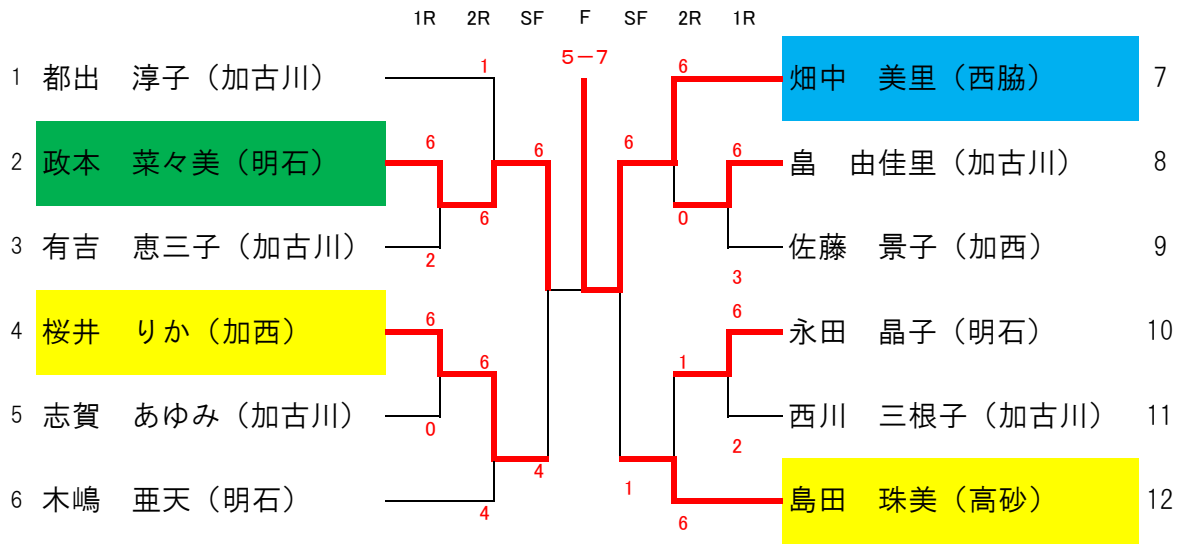 1R 2R SF F SF 2R 1R
5－7
1 都出　淳子（加古川） 1 6 畑中　美里（西脇） 7
6 6 6 6
2 政本　菜々美（明石） 畠　由佳里（加古川） 8
6 0
3 有吉　恵三子（加古川） 2 佐藤　景子（加西） 9
3
6 6
4 桜井　りか（加西） 永田　晶子（明石） 10
6 1
5 志賀　あゆみ（加古川） 0 西川　三根子（加古川） 11
2
4 1
6 木嶋　亜天（明石） 4 6 島田　珠美（高砂） 12